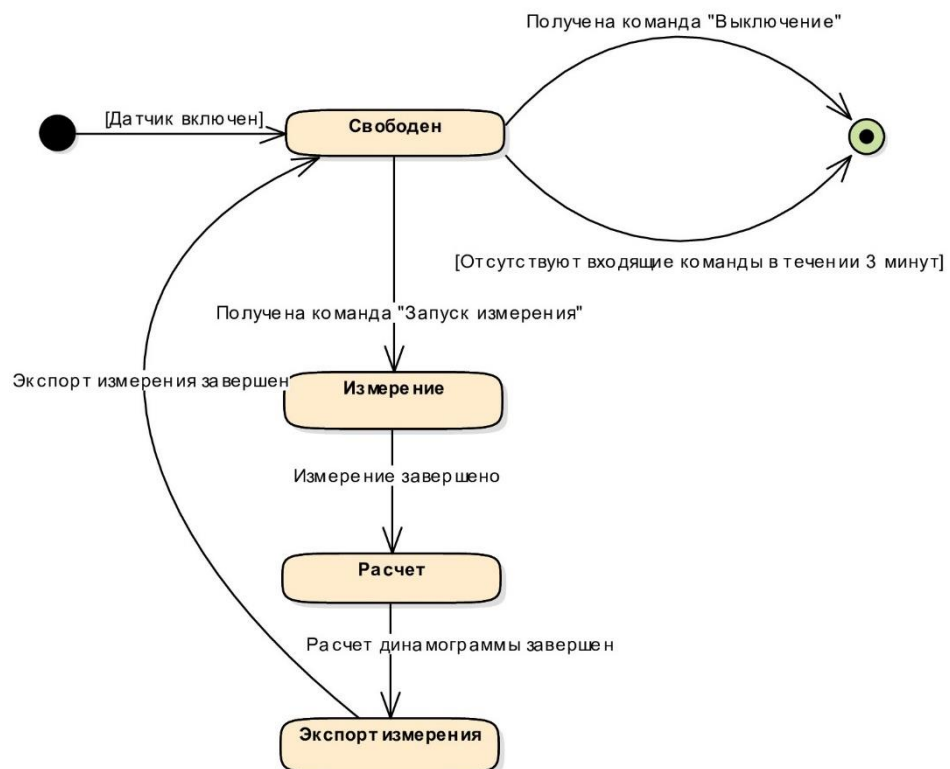 Получена команда "Выключение"
[Датчик включен]
Свободен
[Отсутствуют входящие команды в течении 3 минут]
Получена команда "Запуск измерения"
Экспорт измерения завершен
Измерение
Измерение завершено
Расчет
Расчет динамограммы завершен
Экспорт измерения